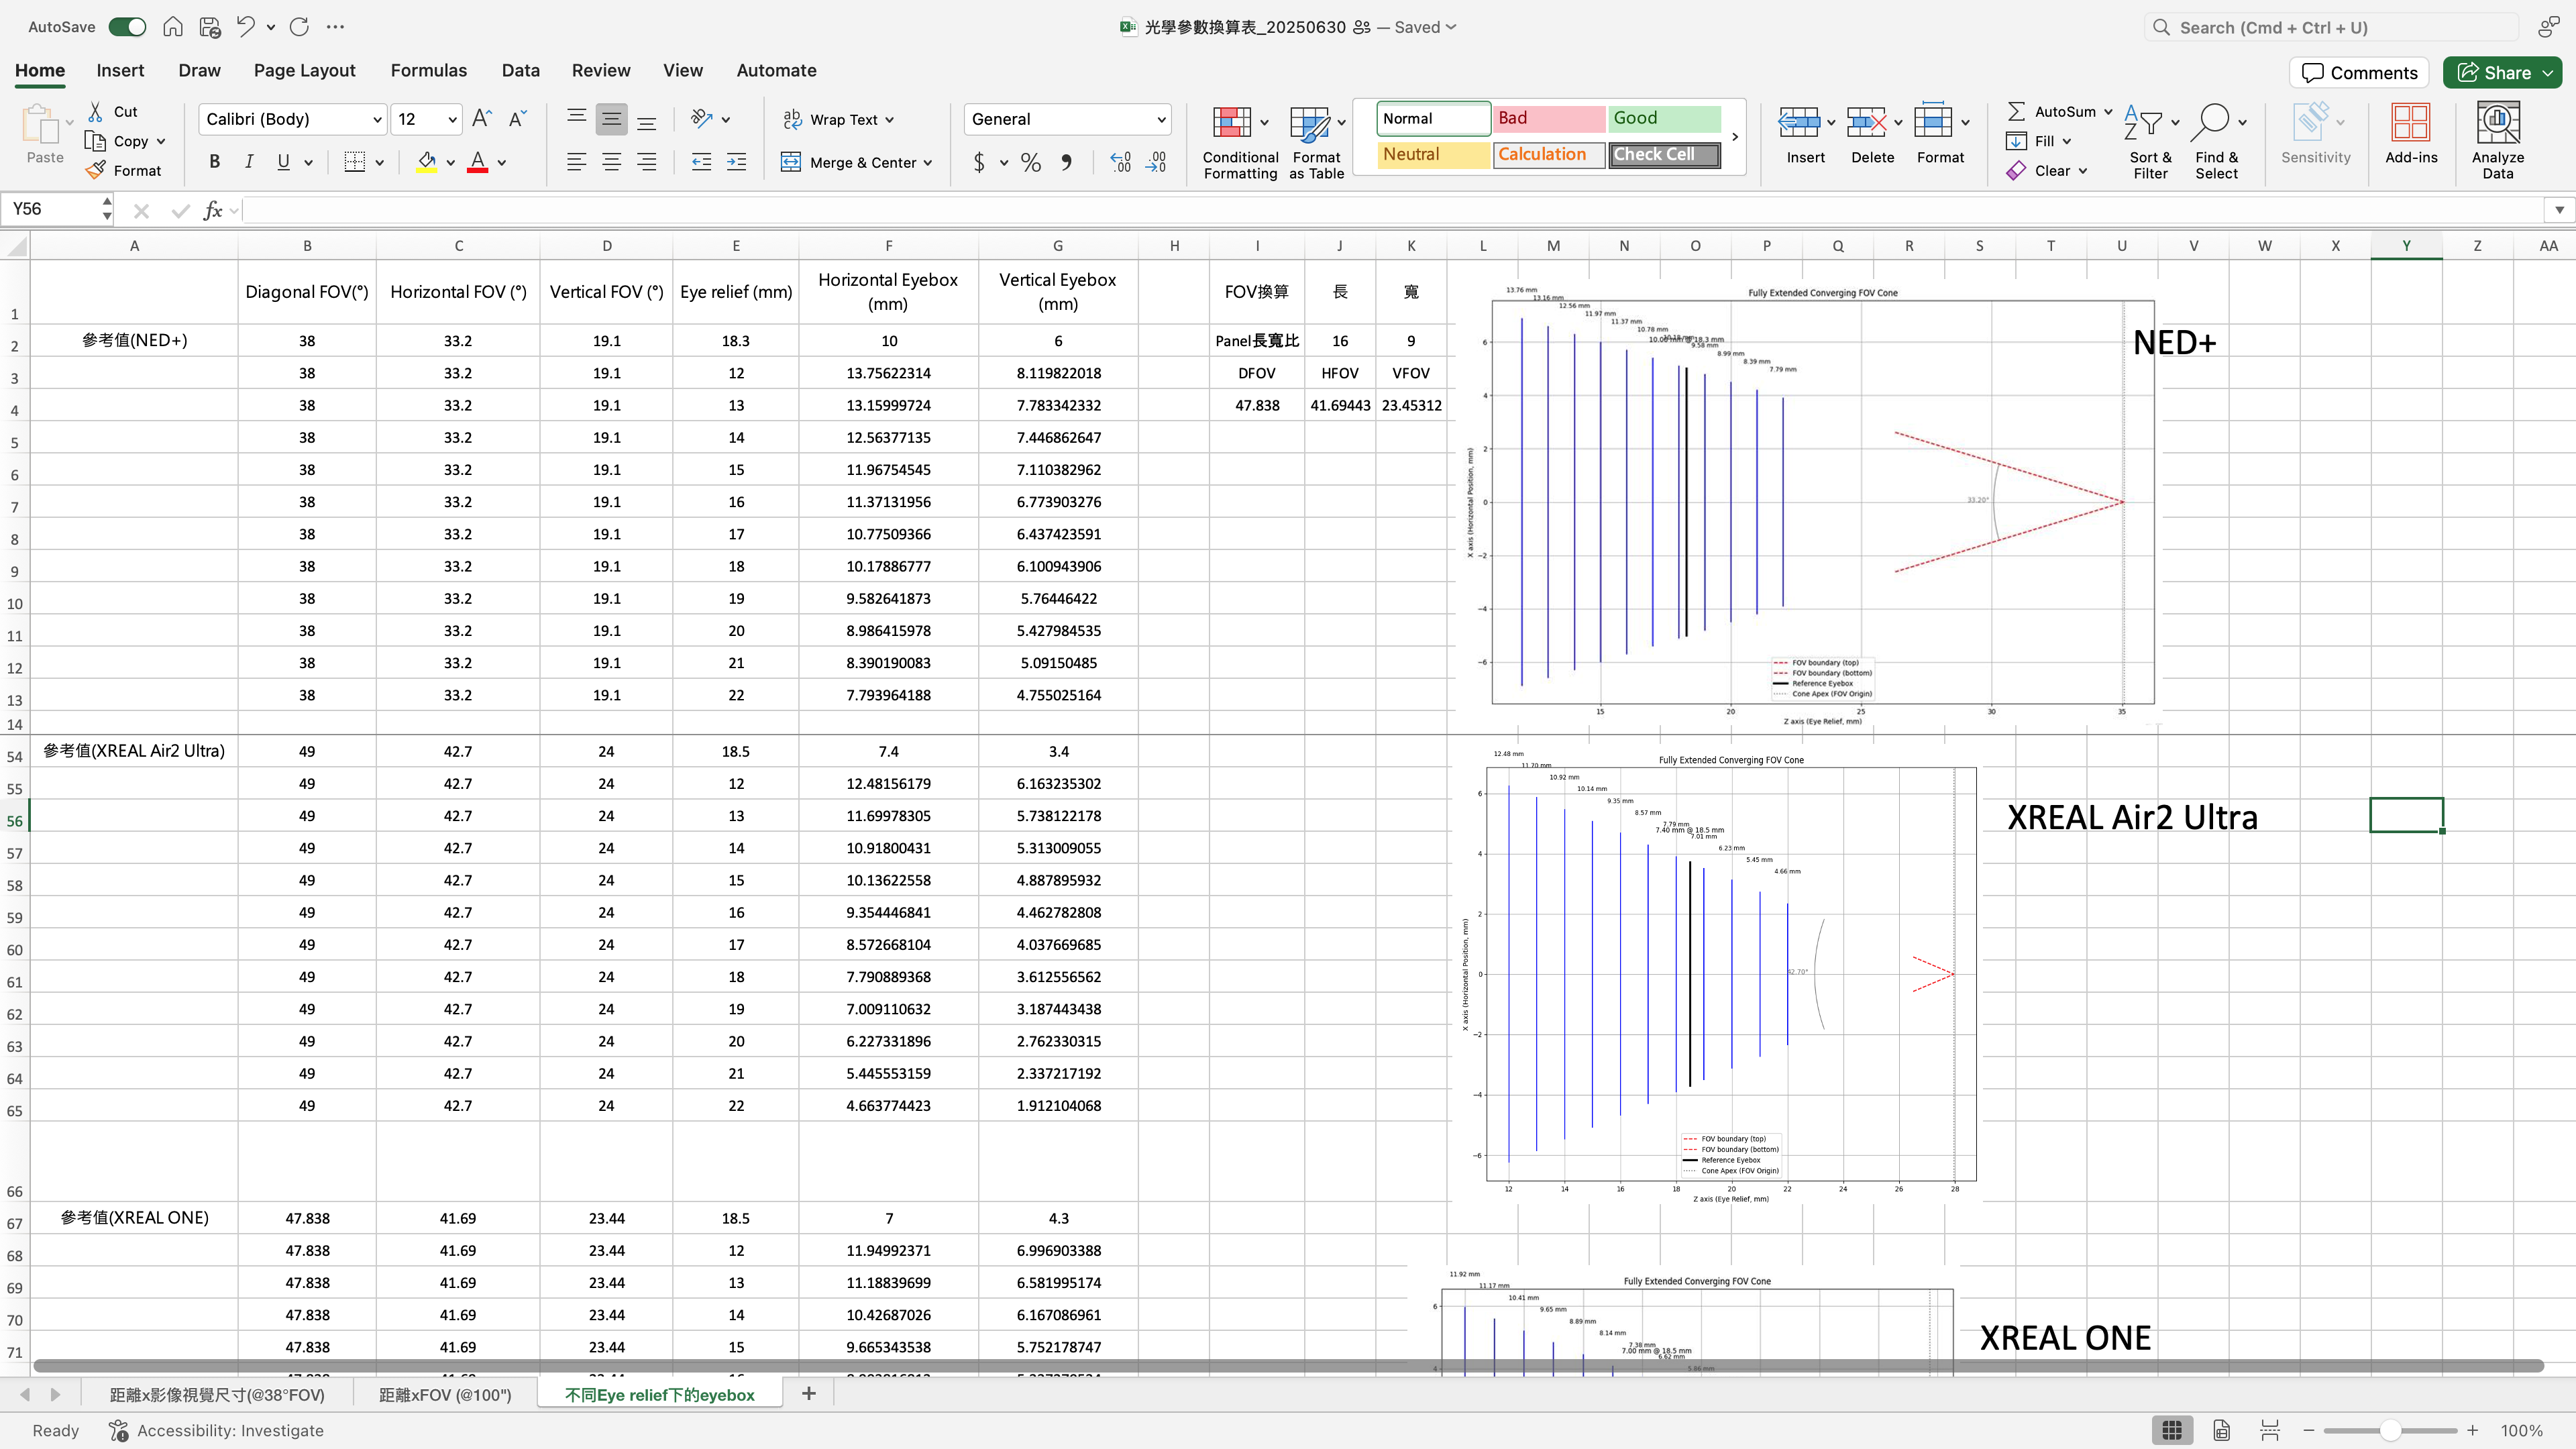 AutoSave
光學參數換算表_20250630 — Saved
Search (Cmd + Ctrl + U)
Home Insert Draw Page Layout Formulas Data Review View Automate
Comments Share
Paste
Cut
Copy
Format
Calibri (Body) 12
B I U A
Wrap Text
Merge & Center
General
$ %
Conditional Formatting
Format as Table
Normal Bad Good
Neutral Calculation Check Cell
Insert Delete Format
AutoSum
Fill
Clear
Sort & Filter
Find & Select
Sensitivity
Add-ins
Analyze Data
Y56 fx
A B C D E F G H I J K L M N O P Q R S T U V W X Y Z AA
1 Diagonal FOV(°) Horizontal FOV (°) Vertical FOV (°) Eye relief (mm) Horizontal Eyebox (mm) Vertical Eyebox (mm) FOV換算 長 寬
2 參考值(NED+) 38 33.2 19.1 18.3 10 6 Panel長寬比 16 9
3 38 33.2 19.1 12 13.75622314 8.119822018 DFOV HFOV VFOV
4 38 33.2 19.1 13 13.15999724 7.783342332 47.838 41.69443 23.45312
5 38 33.2 19.1 14 12.56377135 7.446862647
6 38 33.2 19.1 15 11.96754545 7.110382962
7 38 33.2 19.1 16 11.37131956 6.773903276
8 38 33.2 19.1 17 10.77509366 6.437423591
9 38 33.2 19.1 18 10.17886777 6.100943906
10 38 33.2 19.1 19 9.582641873 5.76446422
11 38 33.2 19.1 20 8.986415978 5.427984535
12 38 33.2 19.1 21 8.390190083 5.09150485
13 38 33.2 19.1 22 7.793964188 4.755025164
14
54 參考值(XREAL Air2 Ultra) 49 42.7 24 18.5 7.4 3.4
55 49 42.7 24 12 12.48156179 6.163235302
56 49 42.7 24 13 11.69978305 5.738122178
57 49 42.7 24 14 10.91800431 5.313009055
58 49 42.7 24 15 10.13622558 4.887895932
59 49 42.7 24 16 9.354446841 4.462782808
60 49 42.7 24 17 8.572668104 4.037669685
61 49 42.7 24 18 7.790889368 3.612556562
62 49 42.7 24 19 7.009110632 3.187443438
63 49 42.7 24 20 6.227331896 2.762330315
64 49 42.7 24 21 5.445553159 2.337217192
65 49 42.7 24 22 4.663774423 1.912104068
66
67 參考值(XREAL ONE) 47.838 41.69 23.44 18.5 7 4.3
68 47.838 41.69 23.44 12 11.94992371 6.996903388
69 47.838 41.69 23.44 13 11.18839699 6.581995174
70 47.838 41.69 23.44 14 10.42687026 6.167086961
71 47.838 41.69 23.44 15 9.665343538 5.752178747
Fully Extended Converging FOV Cone
13.76 mm
13.16 mm
12.56 mm
11.97 mm
11.37 mm
10.78 mm
9.58 mm
8.99 mm
8.39 mm
7.79 mm
NED+
X axis (Horizontal Position, mm)
6
4
2
0
−2
−4
−6
33.20°
FOV boundary (top)
FOV boundary (bottom)
Reference Eyebox
Cone Apex (FOV Origin)
15 20 25 30 35
Z axis (Eye Relief, mm)
Fully Extended Converging FOV Cone
12.48 mm
11.70 mm
10.92 mm
10.14 mm
9.35 mm
8.57 mm
7.79 mm
7.40 mm @ 18.5 mm
7.01 mm
6.23 mm
5.45 mm
4.66 mm
XREAL Air2 Ultra
X axis (Horizontal Position, mm)
6
4
2
0
−2
−4
−6
42.70°
FOV boundary (top)
FOV boundary (bottom)
Reference Eyebox
Cone Apex (FOV Origin)
12 14 16 18 20 22 24 26 28
Z axis (Eye Relief, mm)
Fully Extended Converging FOV Cone
11.92 mm
11.17 mm
10.41 mm
9.65 mm
8.89 mm
8.14 mm
7.38 mm
7.00 mm @ 18.5 mm
6.62 mm
5.86 mm
6
4
XREAL ONE
距離x影像視覺尺寸(@38°FOV) 距離xFOV (@100") 不同Eye relief下的eyebox +
Ready Accessibility: Investigate 100%